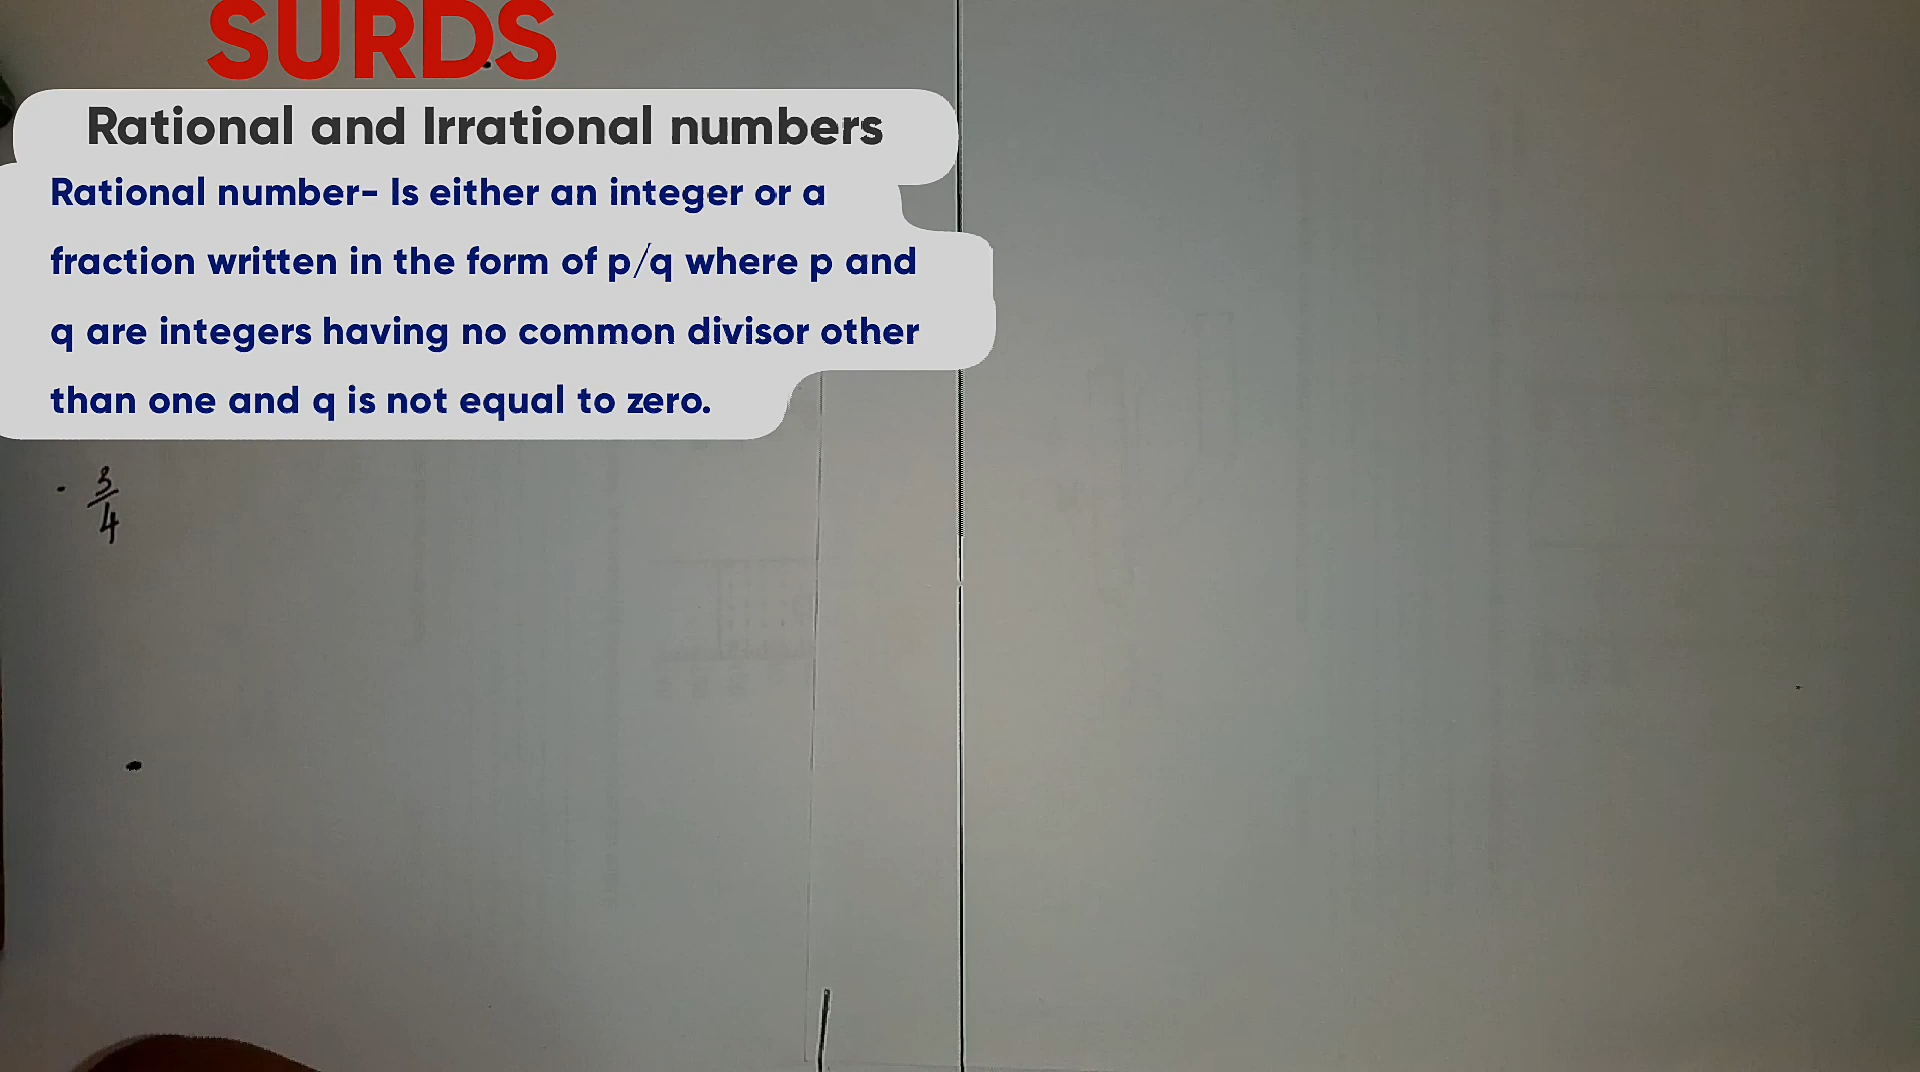 SURDS
Rational and Irrational numbers
Rational number- Is either an integer or a
fraction written in the form of p/q where p and
q are integers having no common divisor other
than one and q is not equal to zero.
· 3/4